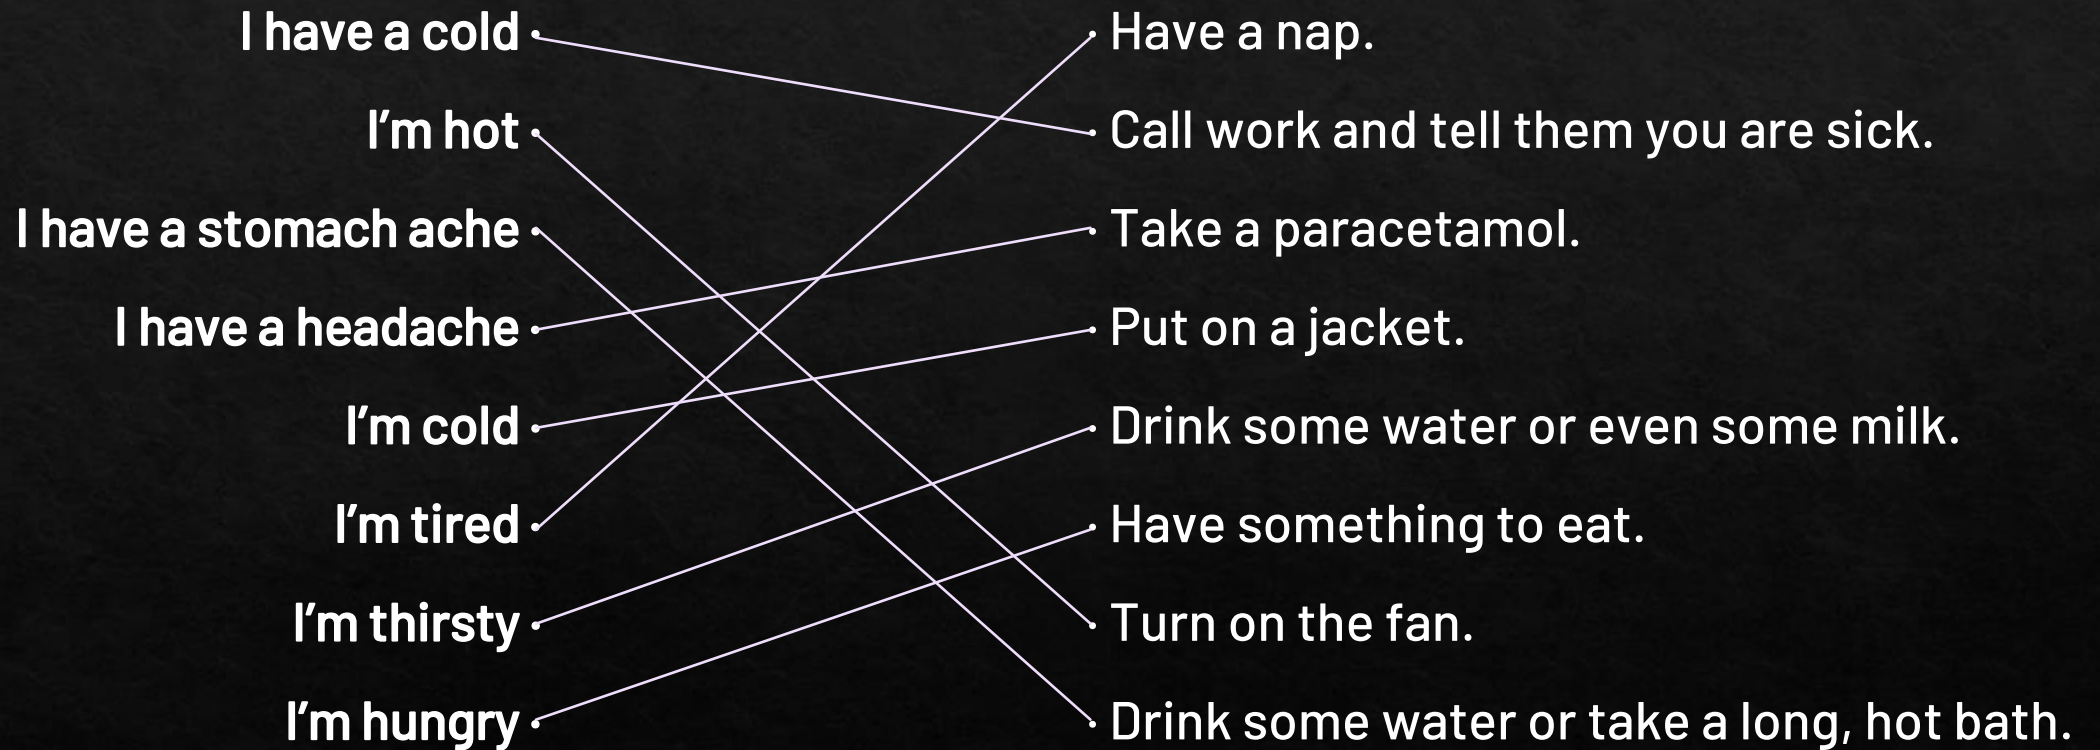 I have a cold
Have a nap.
I'm hot
Call work and tell them you are sick.
I have a stomach ache
Take a paracetamol.
I have a headache
Put on a jacket.
I'm cold
Drink some water or even some milk.
I'm tired
Have something to eat.
I'm thirsty
Turn on the fan.
I'm hungry
Drink some water or take a long, hot bath.